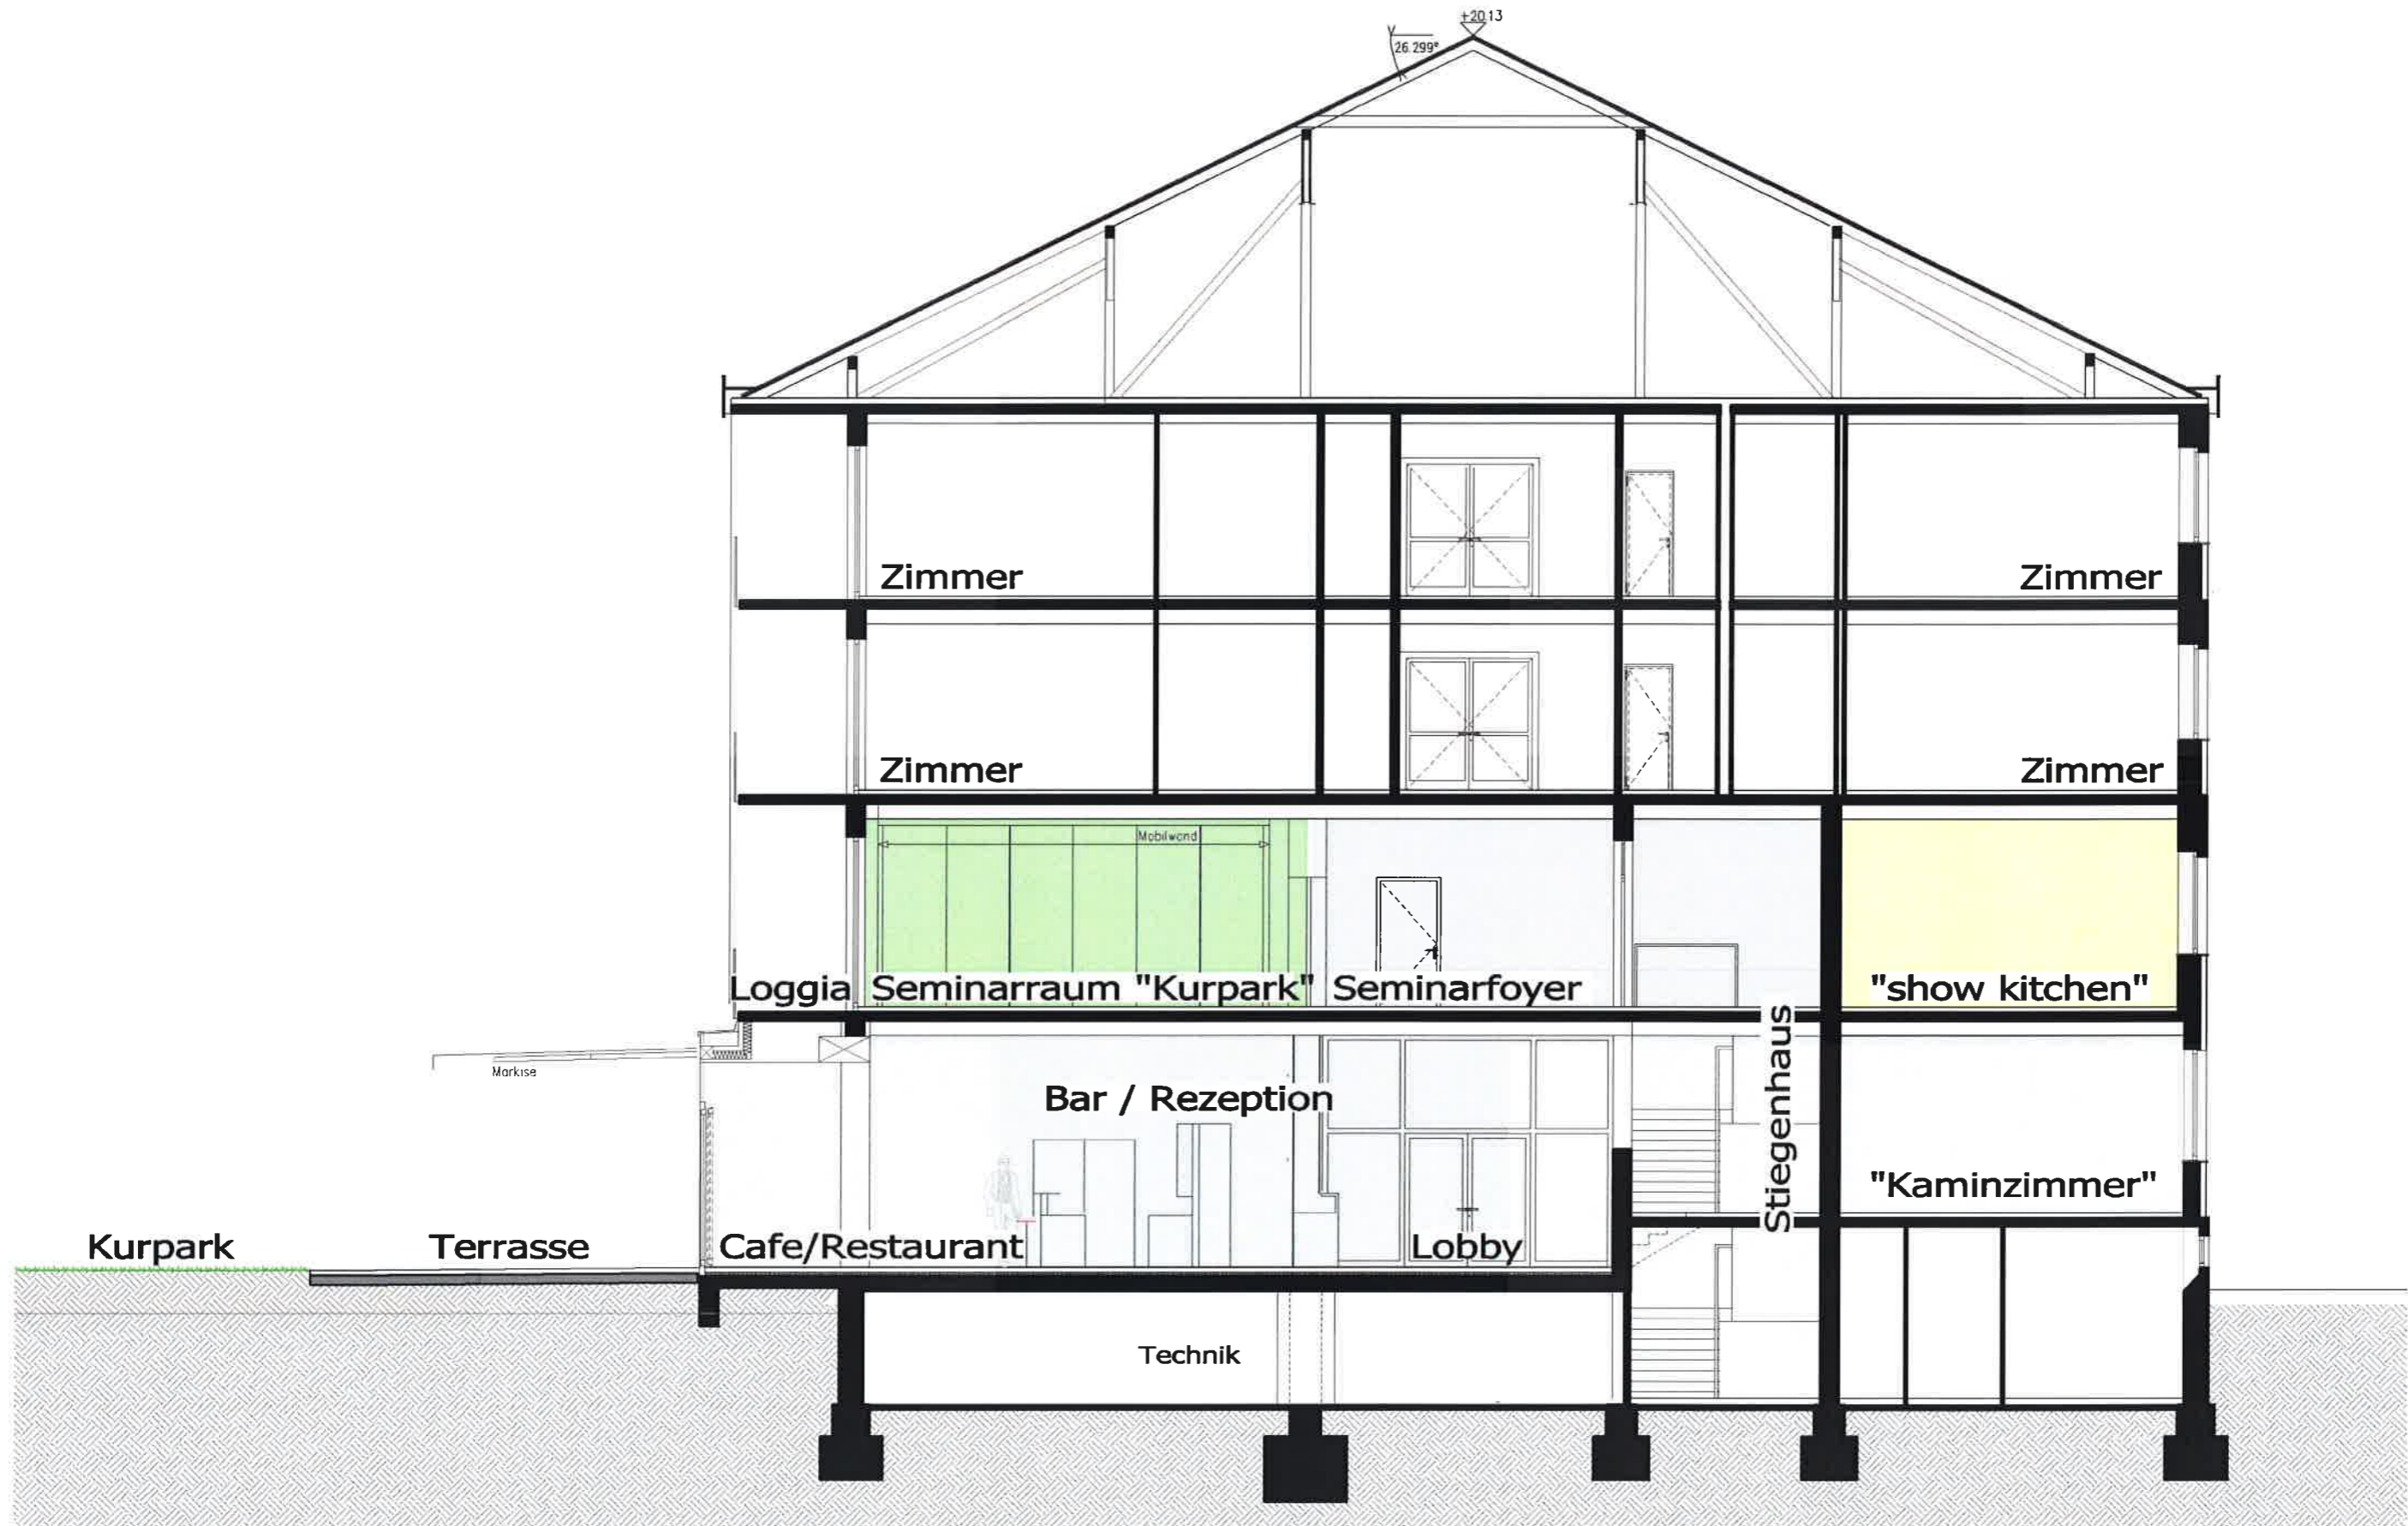 +20.13
26.299°
Zimmer Zimmer
Zimmer Zimmer
Mobilwand
Loggia Seminarraum "Kurpark" Seminarfoyer "show kitchen"
Markise
Bar / Rezeption
Stiegenhaus
"Kaminzimmer"
Kurpark Terrasse Cafe/Restaurant Lobby
Technik